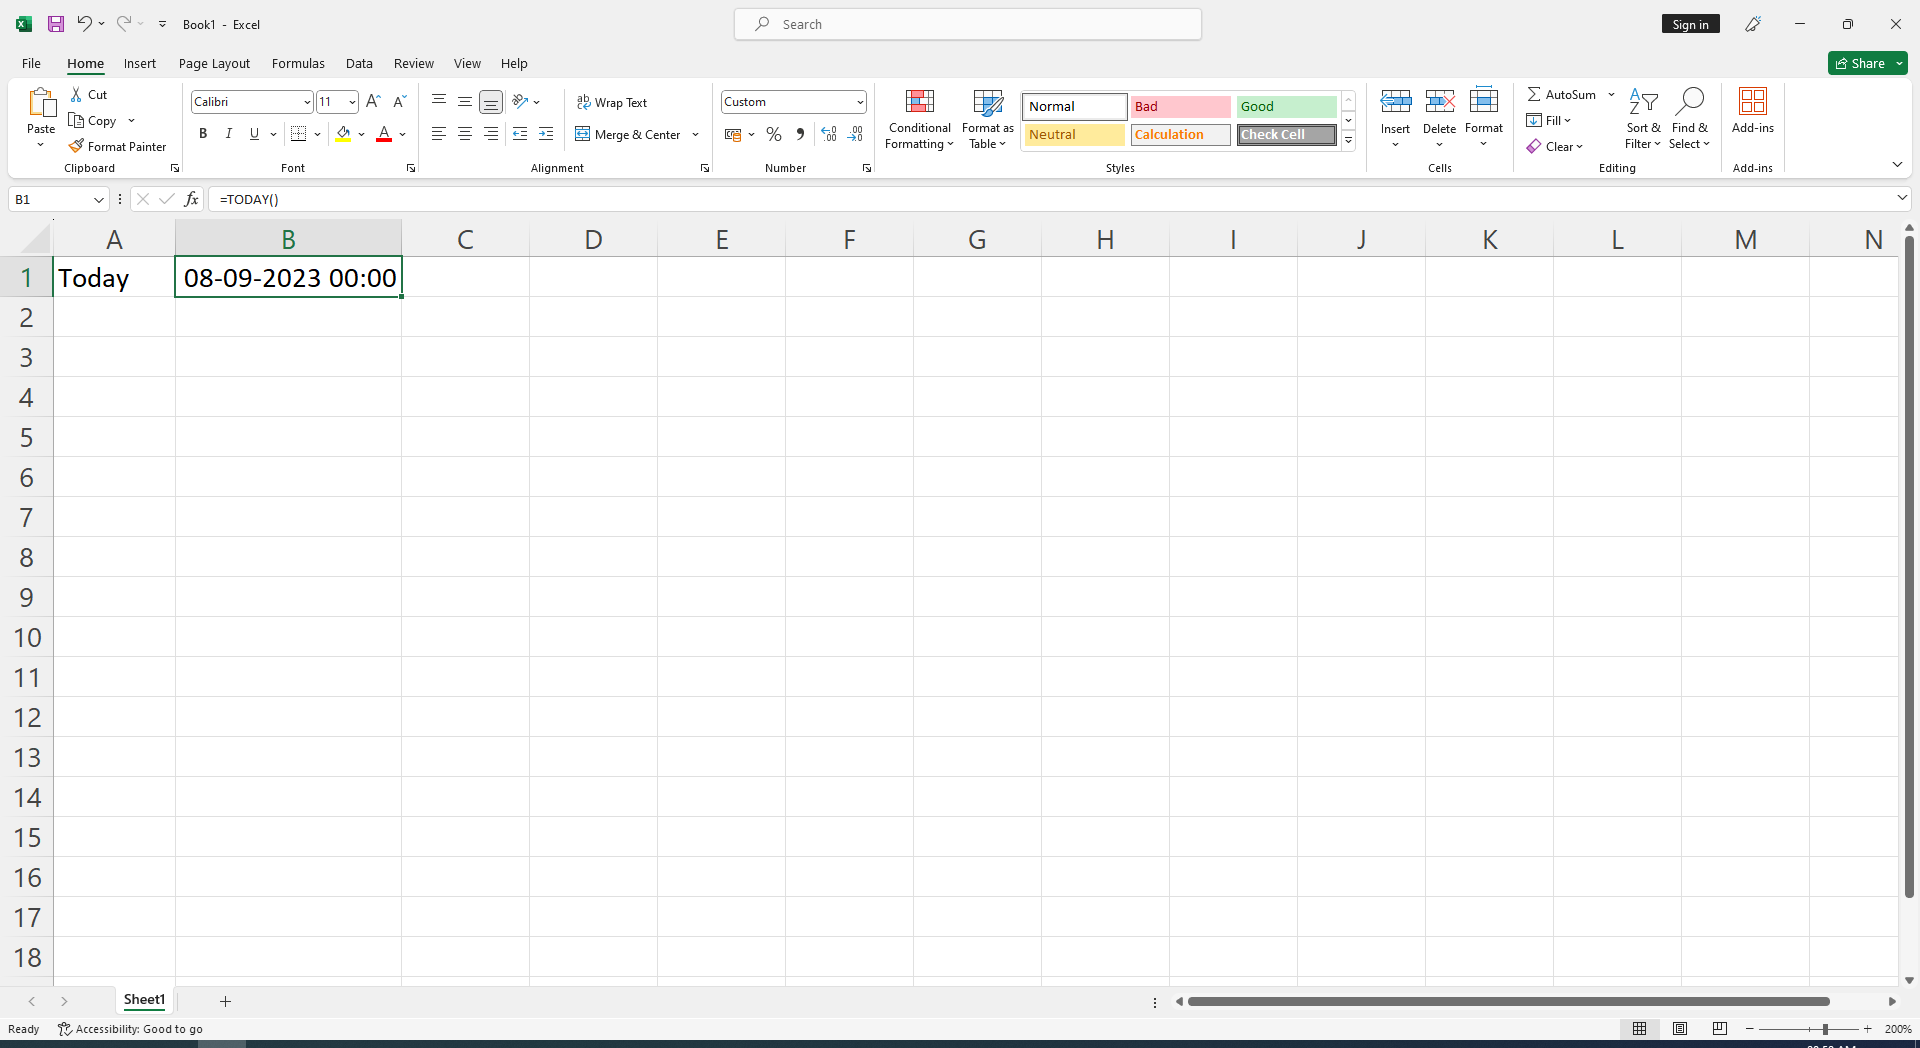 Book1 - Excel
Search
Sign in
File Home Insert Page Layout Formulas Data Review View Help
Share
Paste
Cut
Copy
Format Painter
Clipboard
Calibri 11
B I U
A
Font
ab Wrap Text
Merge & Center
Alignment
Custom
%
Number
Conditional Formatting
Format as Table
Normal Bad Good
Neutral Calculation Check Cell
Styles
Insert Delete Format
Cells
AutoSum
Fill
Clear
Sort & Filter
Find & Select
Editing
Add-ins
Add-ins
B1 fx =TODAY()
A B C D E F G H I J K L M N
1 Today 08-09-2023 00:00
2
3
4
5
6
7
8
9
10
11
12
13
14
15
16
17
18
Sheet1
Ready Accessibility: Good to go 200%